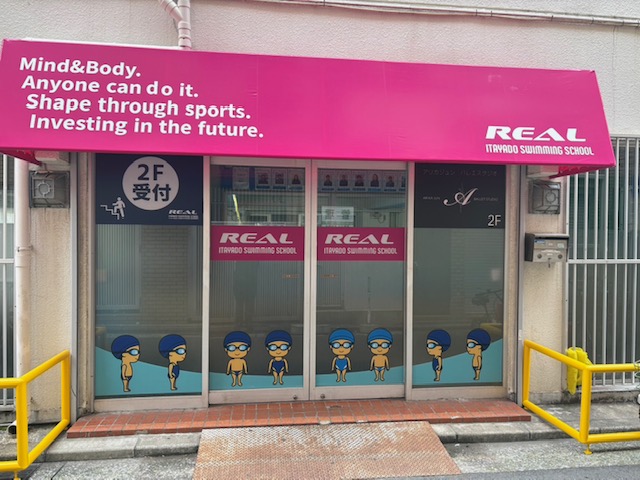 Mind&Body.
Anyone can do it.
Shape through sports.
Investing in the future.
REAL
ITAYADO SWIMMING SCHOOL
2F
受付
REAL
REAL
ITAYADO SWIMMING SCHOOL
REAL
ITAYADO SWIMMING SCHOOL
A
2F